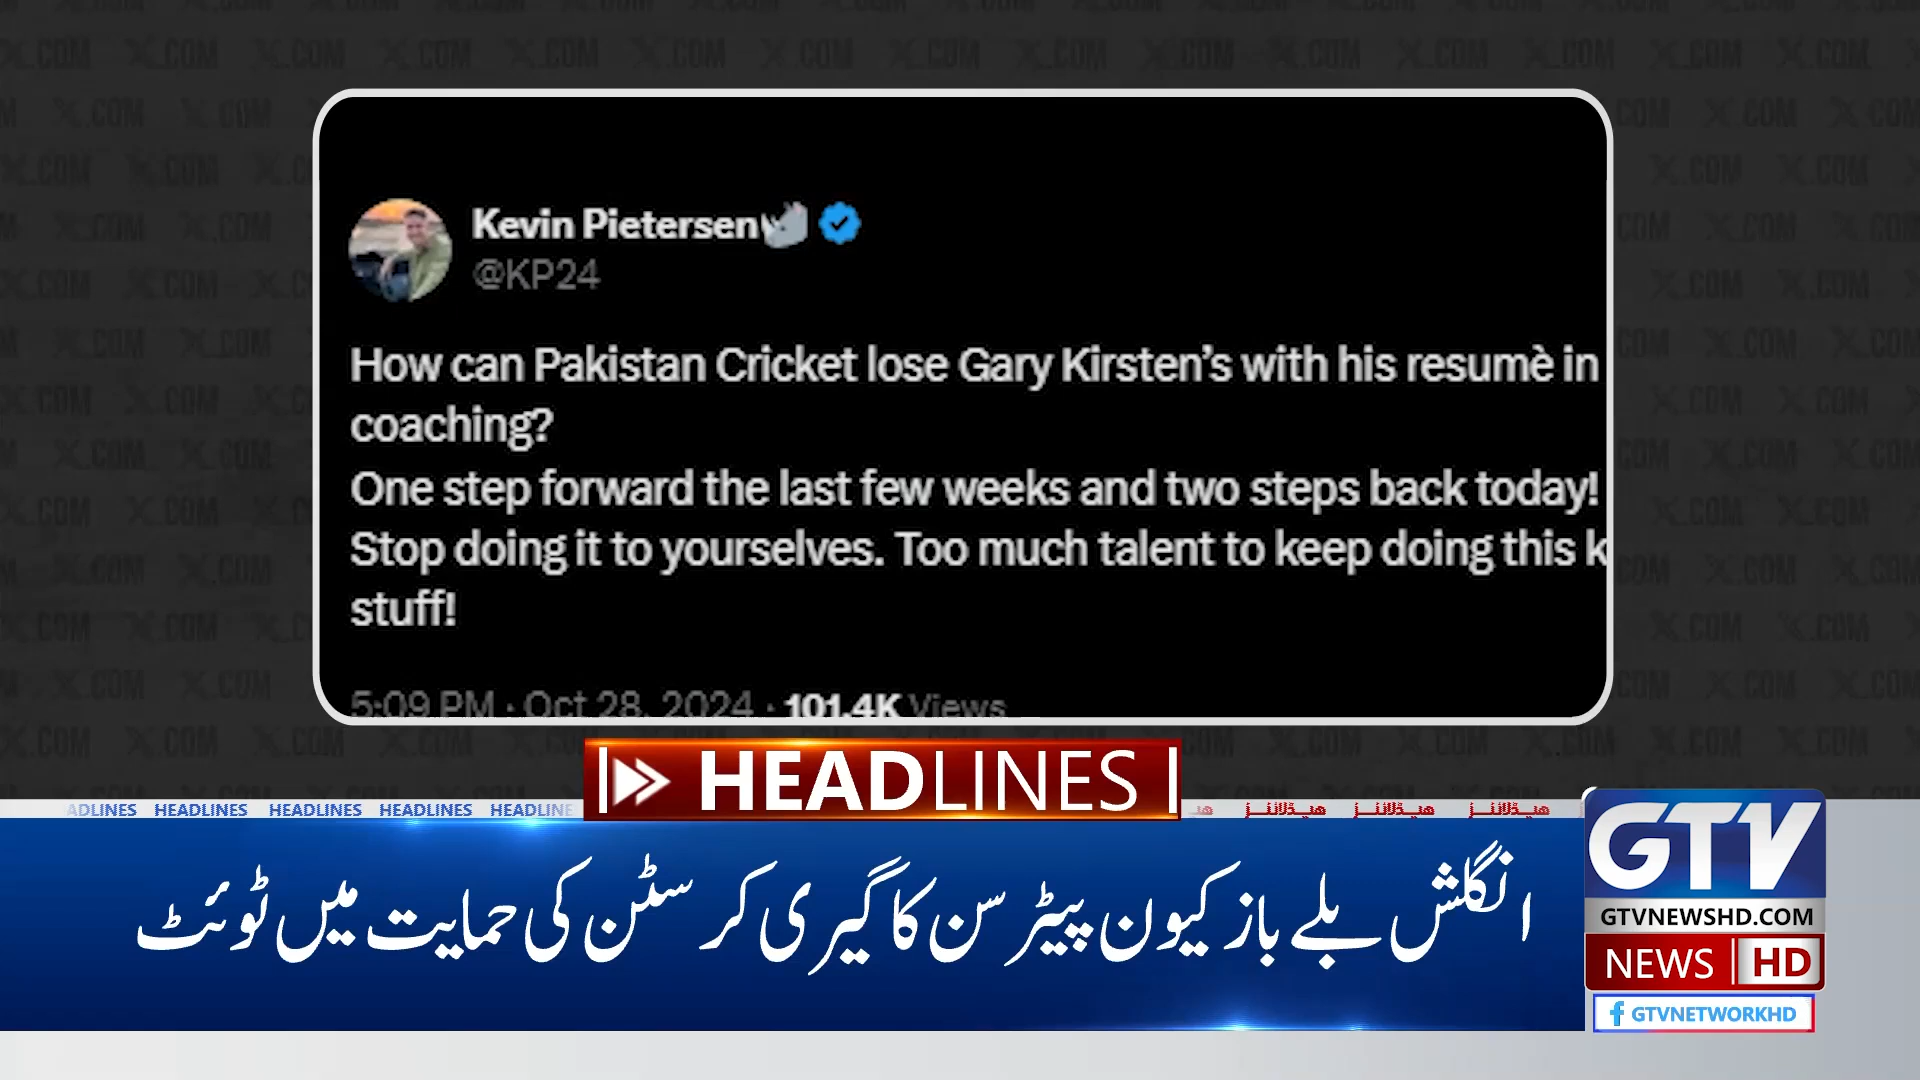 Kevin Pietersen
@KP24
How can Pakistan Cricket lose Gary Kirsten’s with his resumè in
coaching?
One step forward the last few weeks and two steps back today!
Stop doing it to yourselves. Too much talent to keep doing this k
stuff!
5:09 PM · Oct 28, 2024 · 101.4K Views
HEADLINES
ADLINES HEADLINES HEADLINES HEADLINES HEADLINE
ہیڈلائنز ہیڈلائنز ہیڈلائنز
انگلش بلے باز کیون پیٹرسن کا گیری کرسٹن کی حمایت میں ٹوئٹ
GTV
GTVNEWSHD.COM
NEWS HD
GTVNETWORKHD